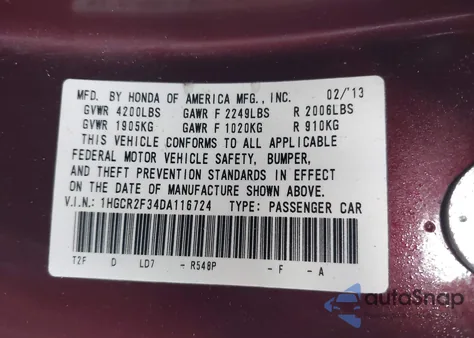 MFD. BY HONDA OF AMERICA MFG., INC. 02/'13
GVWR 4200LBS GAWR F 2249LBS R 2006LBS
GVWR 1905KG GAWR F 1020KG R 910KG
THIS VEHICLE CONFORMS TO ALL APPLICABLE
FEDERAL MOTOR VEHICLE SAFETY, BUMPER,
AND THEFT PREVENTION STANDARDS IN EFFECT
ON THE DATE OF MANUFACTURE SHOWN ABOVE.
V.I.N.: 1HGCR2F34DA116724 TYPE: PASSENGER CAR
T2F D LD7 - R548P - F - A
autoSnap